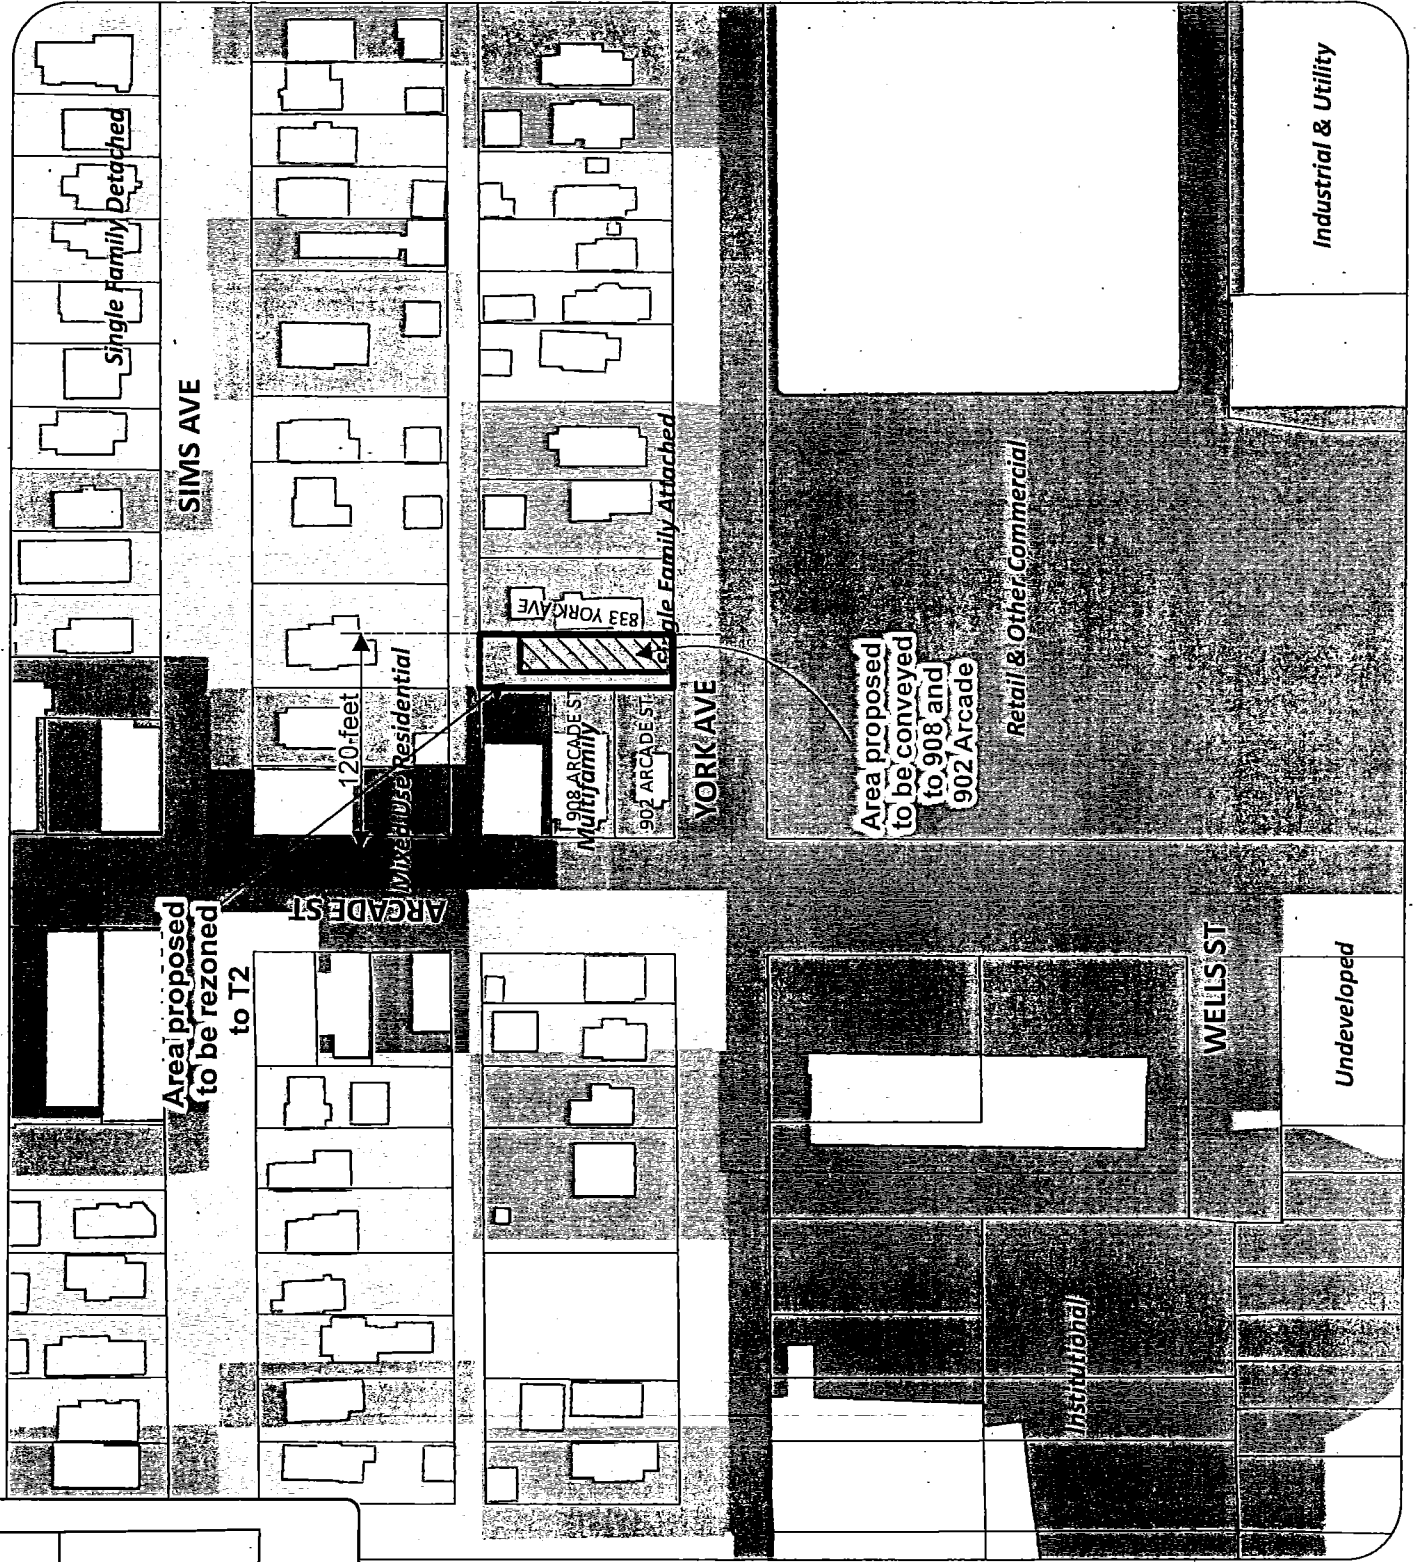 Single Family Detached
SIMS AVE
Industrial & Utility
833 YORK AVE
Single Family Attached
Retail & Other Commercial
120-feet
Mixed Use Residential
908 ARCADE ST
Multifamily
902 ARCADE ST
YORK AVE
Area proposed
to be conveyed
to 908 and
902 Arcade
ARCADE ST
Area proposed
to be rezoned
to T2
WELLS ST
Undeveloped
Institutional